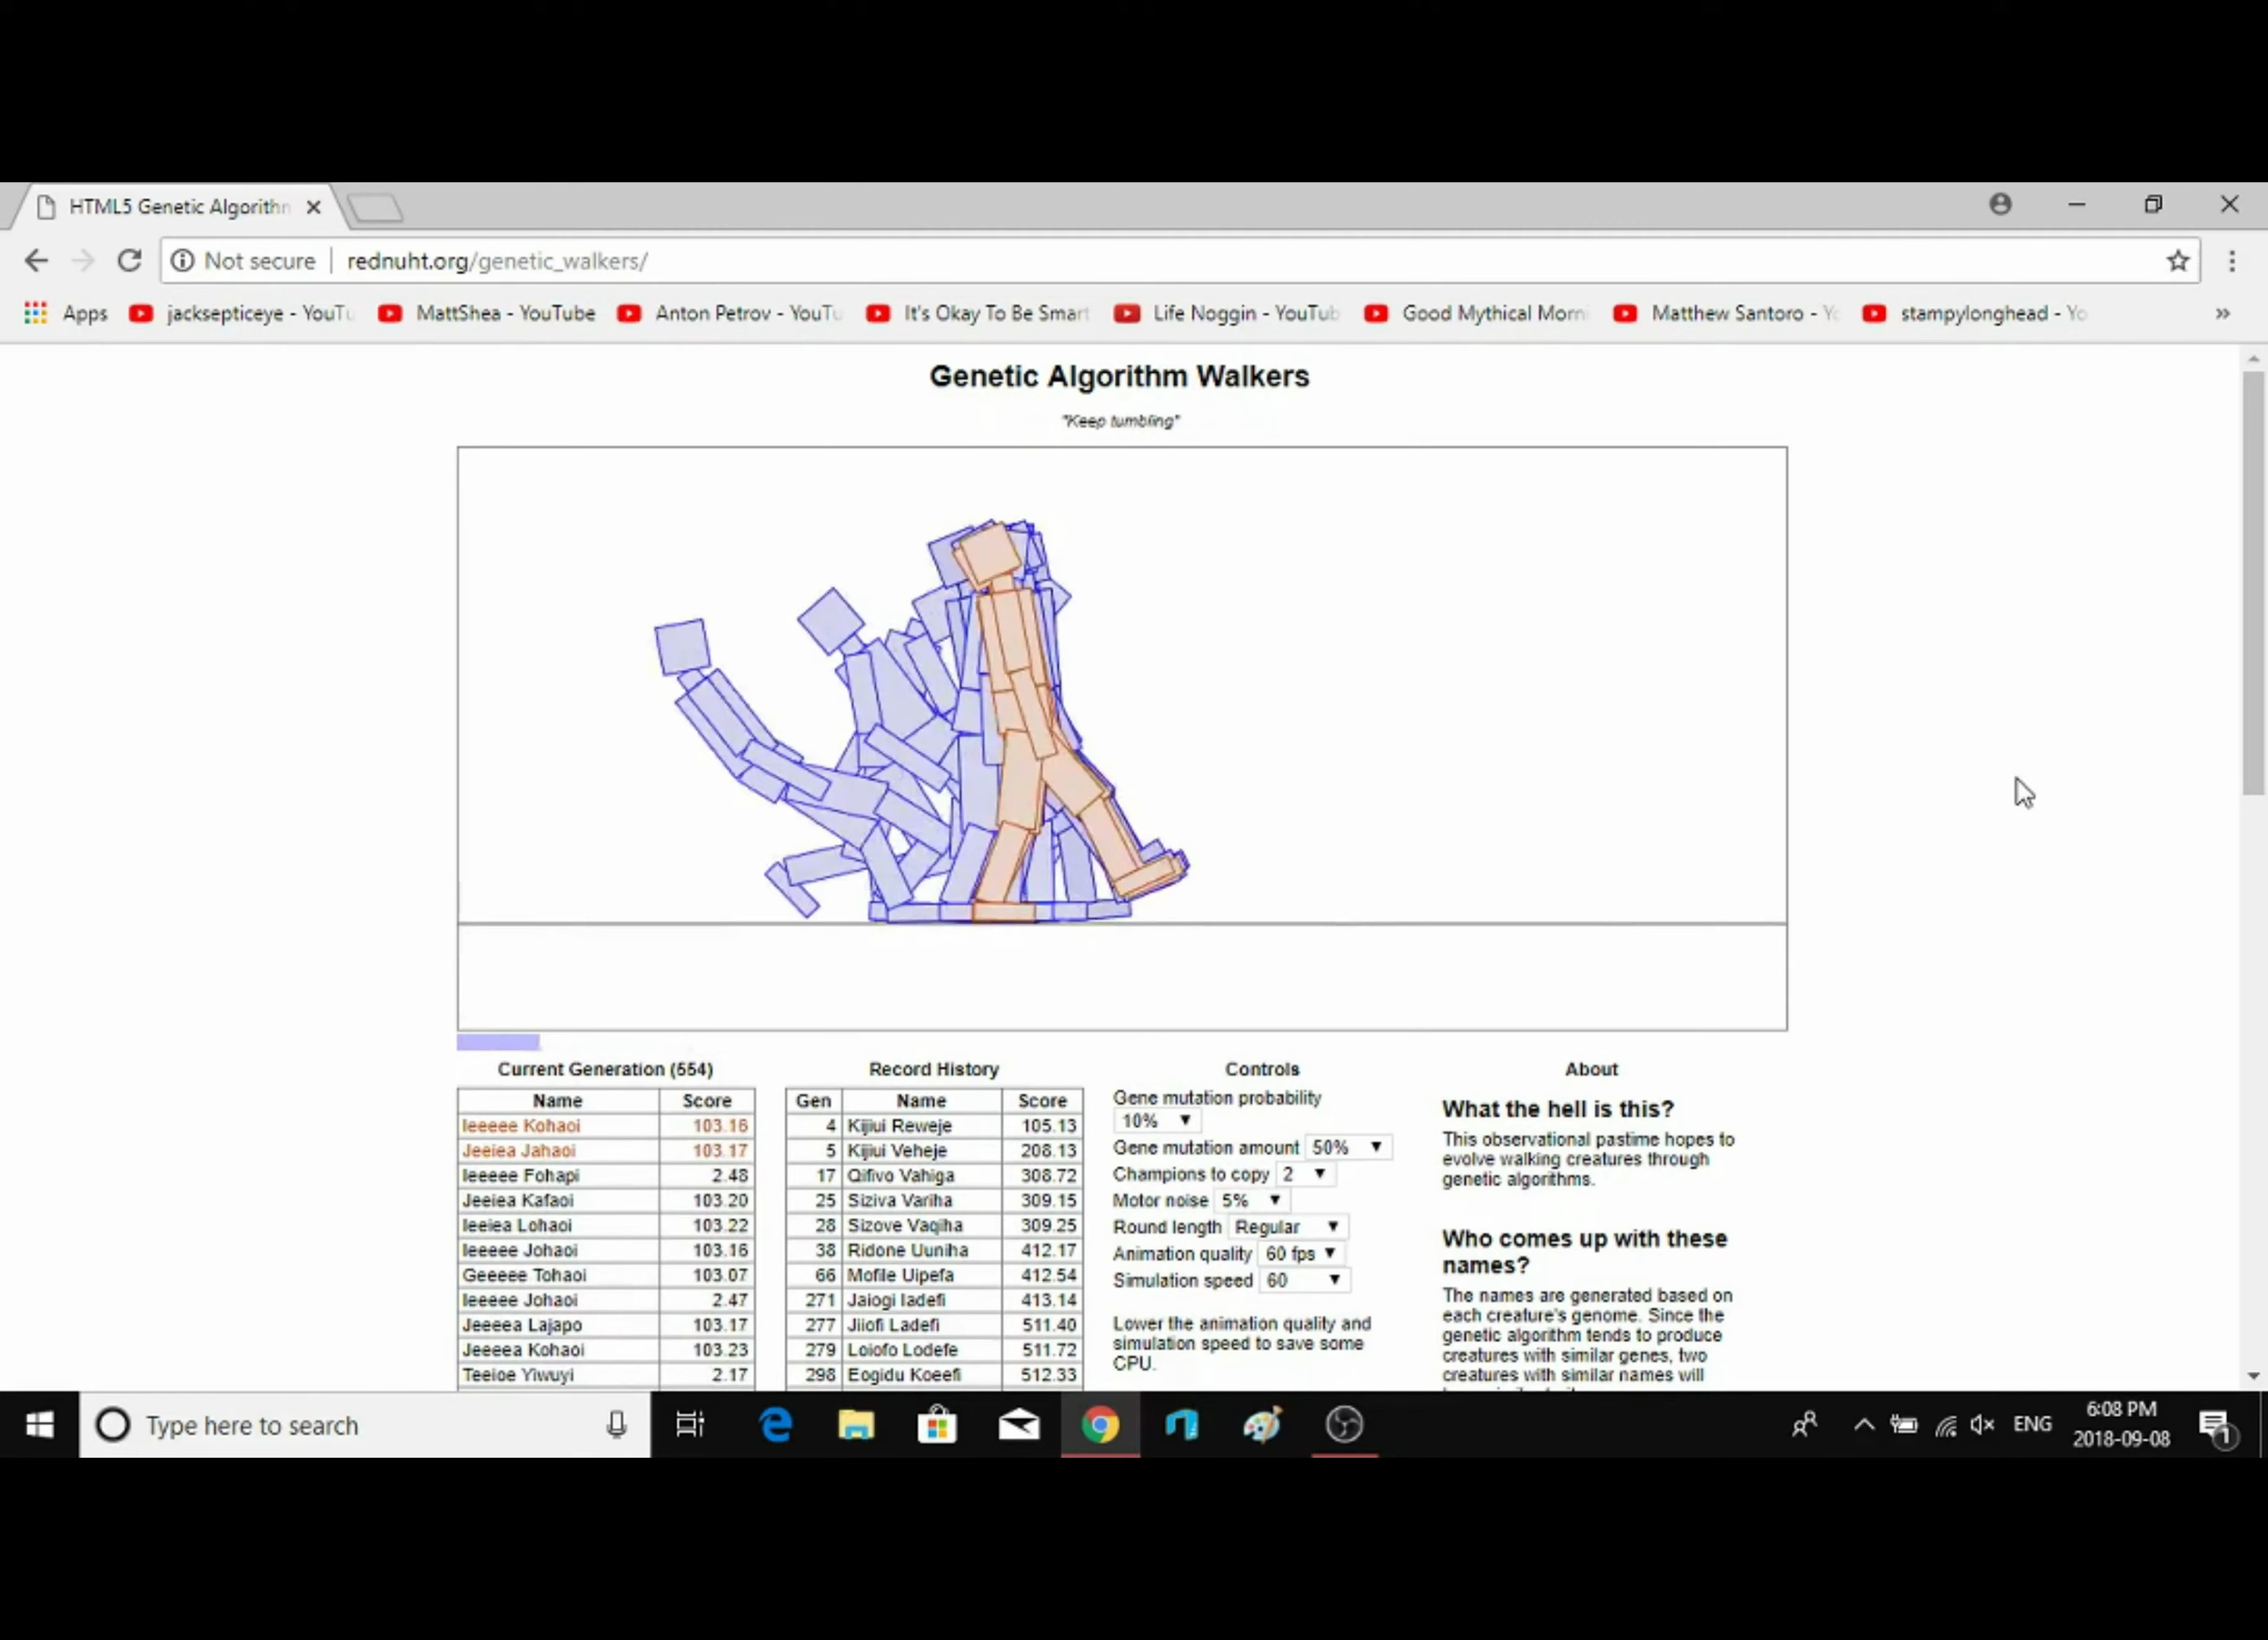 HTML5 Genetic Algorithm
Not secure
rednuht.org/genetic_walkers/
Apps
jacksepticeye - YouTu
MattShea - YouTube
Anton Petrov - YouTu
It's Okay To Be Smart
Life Noggin - YouTub
Good Mythical Morni
Matthew Santoro - Yo
stampylonghead - Yo
Genetic Algorithm Walkers
"Keep tumbling"
Current Generation (554)
Name Score
Ieeeee Kohaoi 103.16
Jeeiea Jahaoi 103.17
Ieeeee Fohapi 2.48
Jeeiea Kafaoi 103.20
Ieeiea Lohaoi 103.22
Ieeeee Johaoi 103.16
Geeeee Tohaoi 103.07
Ieeeee Johaoi 2.47
Jeeeea Lajapo 103.17
Jeeeea Kohaoi 103.23
Teeioe Yiwuyi 2.17
Record History
Gen Name Score
4 Kijiui Reweje 105.13
5 Kijiui Veheje 208.13
17 Qifivo Vahiga 308.72
25 Siziva Variha 309.15
28 Sizove Vaqiha 309.25
38 Ridone Uuniha 412.17
66 Mofile Uipefa 412.54
271 Jaiogi Iadefi 413.14
277 Jiiofi Ladefi 511.40
279 Loiofo Lodefe 511.72
298 Eogidu Koeefi 512.33
Controls
Gene mutation probability
10%
Gene mutation amount 50%
Champions to copy 2
Motor noise 5%
Round length Regular
Animation quality 60 fps
Simulation speed 60
Lower the animation quality and
simulation speed to save some
CPU.
About
What the hell is this?
This observational pastime hopes to
evolve walking creatures through
genetic algorithms.
Who comes up with these
names?
The names are generated based on
each creature's genome. Since the
genetic algorithm tends to produce
creatures with similar genes, two
creatures with similar names will
Type here to search
ENG
6:08 PM
2018-09-08
1